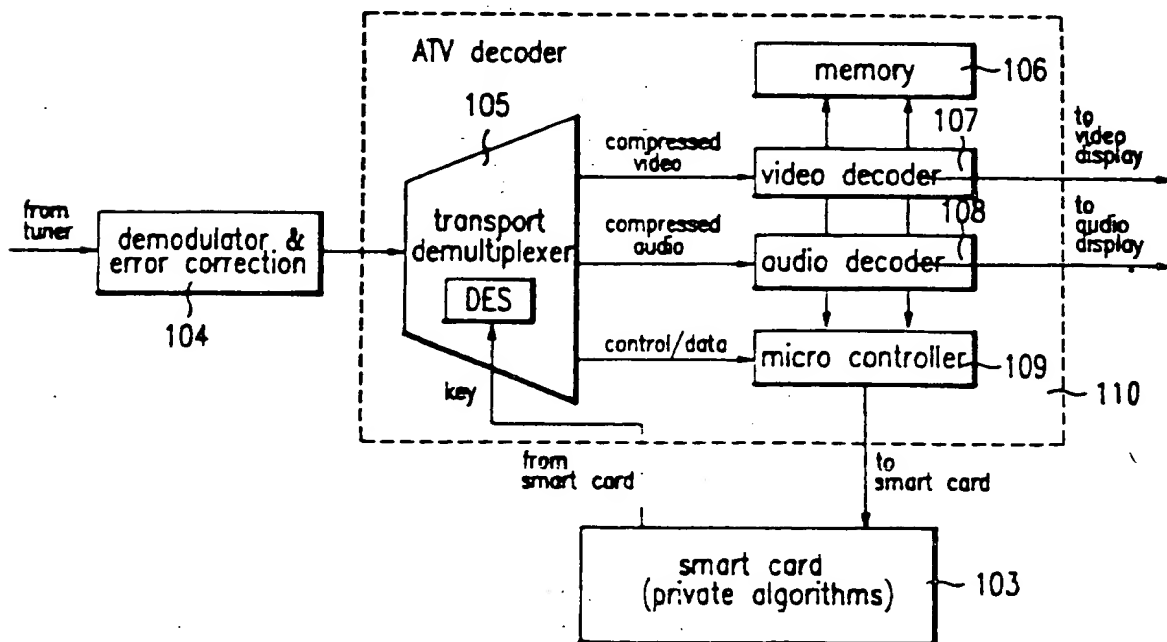 ATV decoder
memory
106
105
compressed
video
107
to
video
display
video decoder
from
tuner
demodulator &
error correction
104
transport
demultiplexer
compressed
audio
108
to
audio
display
audio decoder
DES
control/data
micro controller
109
key
110
from
smart card
to
smart card
smart card
(private algorithms)
103